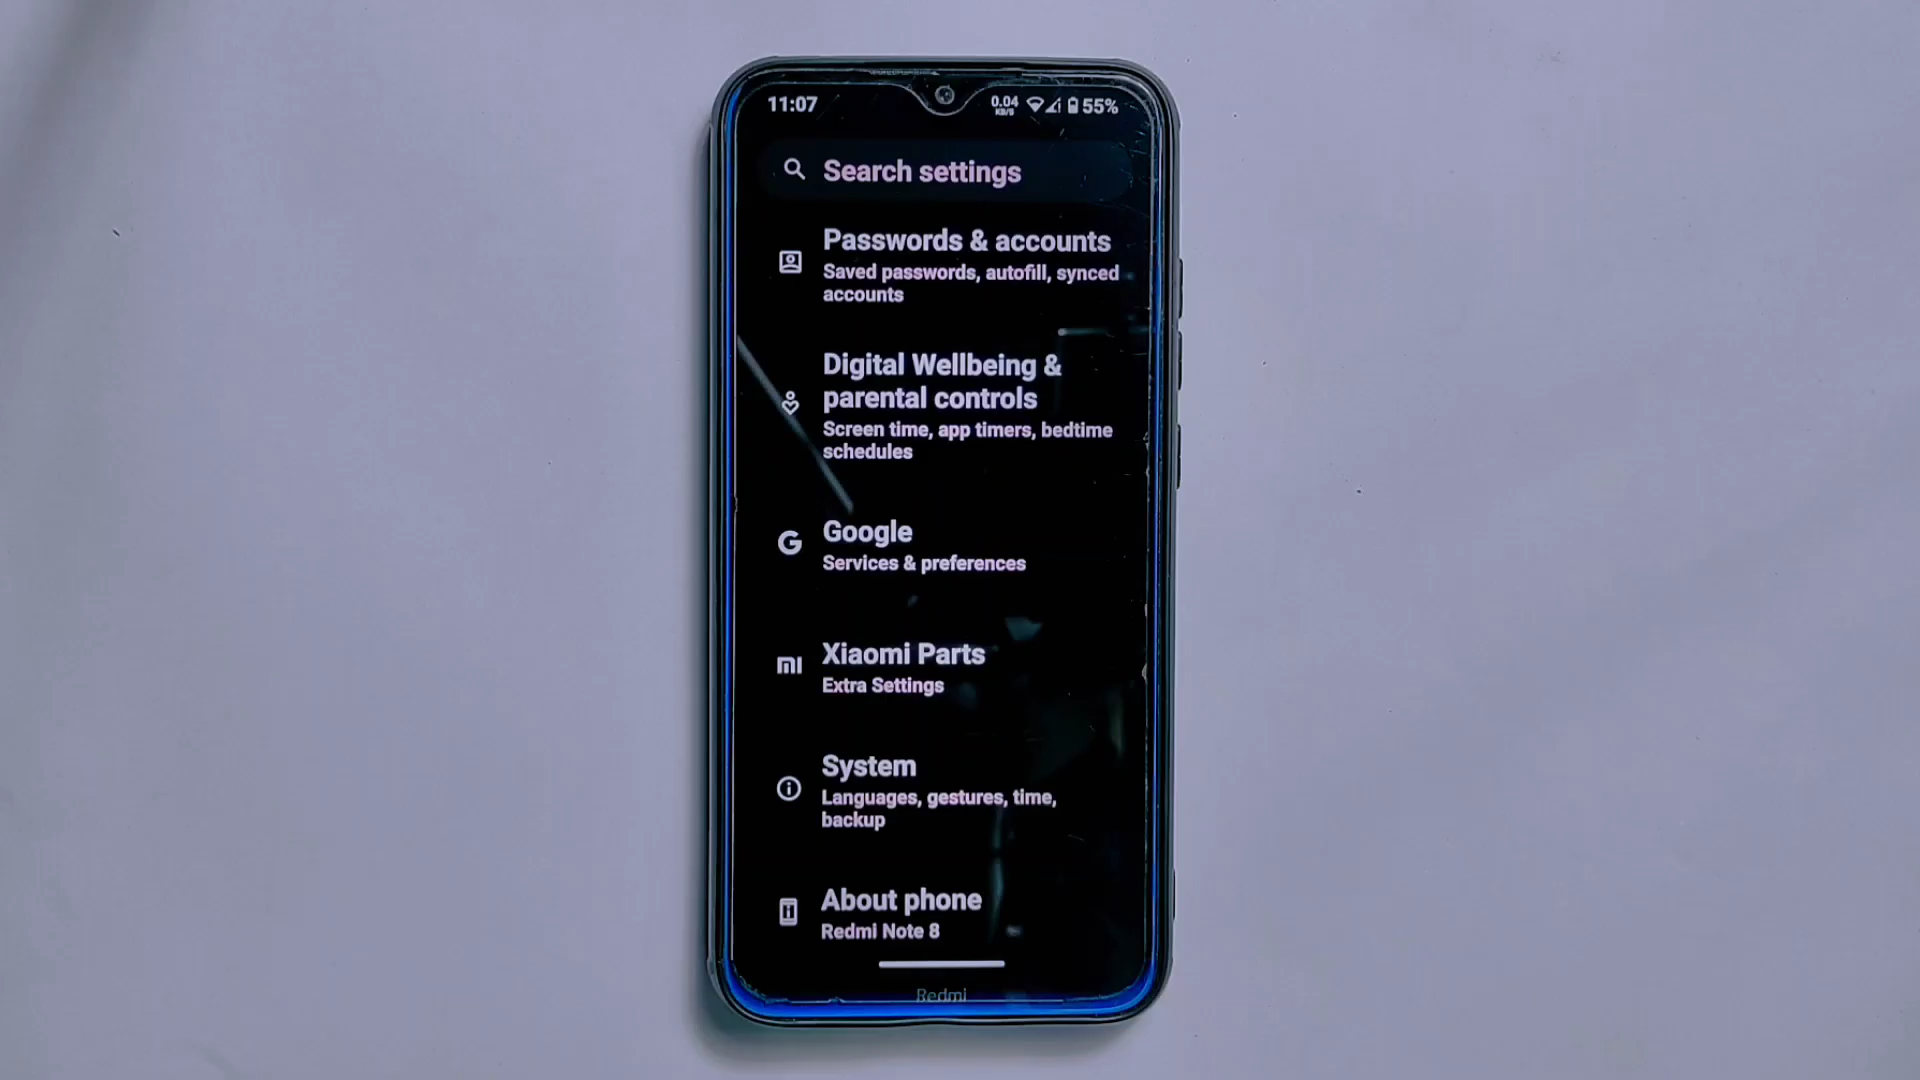 11:07 0.04 KB/S 55%
Search settings
Passwords & accounts
Saved passwords, autofill, synced
accounts
Digital Wellbeing &
parental controls
Screen time, app timers, bedtime
schedules
Google
Services & preferences
Xiaomi Parts
Extra Settings
System
Languages, gestures, time,
backup
About phone
Redmi Note 8
Redmi